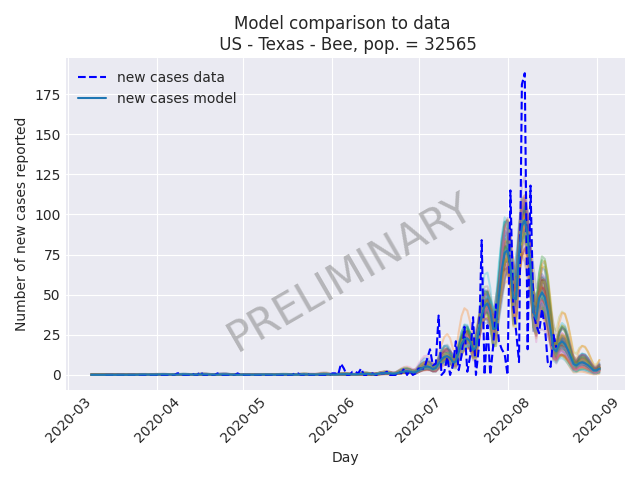 Model comparison to data
US - Texas - Bee, pop. = 32565
new cases data
new cases model
Number of new cases reported
175
150
125
100
75
50
25
0
PRELIMINARY
2020-03
2020-04
2020-05
2020-06
2020-07
2020-08
2020-09
Day